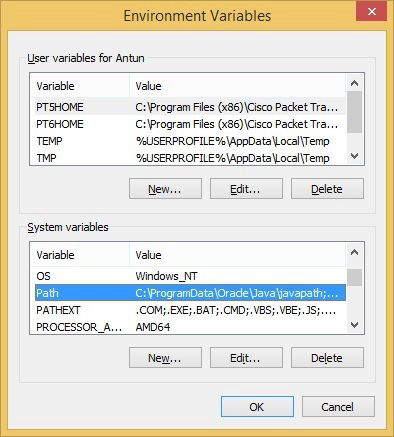 Environment Variables
User variables for Antun
Variable Value
PT5HOME C:\Program Files (x86)\Cisco Packet Tra...
PT6HOME C:\Program Files (x86)\Cisco Packet Tra...
TEMP %USERPROFILE%\AppData\Local\Temp
TMP %USERPROFILE%\AppData\Local\Temp
New... Edit... Delete
System variables
Variable Value
OS Windows_NT
Path C:\ProgramData\Oracle\Java\javapath;...
PATHEXT .COM;.EXE;.BAT;.CMD;.VBS;.VBE;.JS;....
PROCESSOR_A... AMD64
New... Edit... Delete
OK Cancel